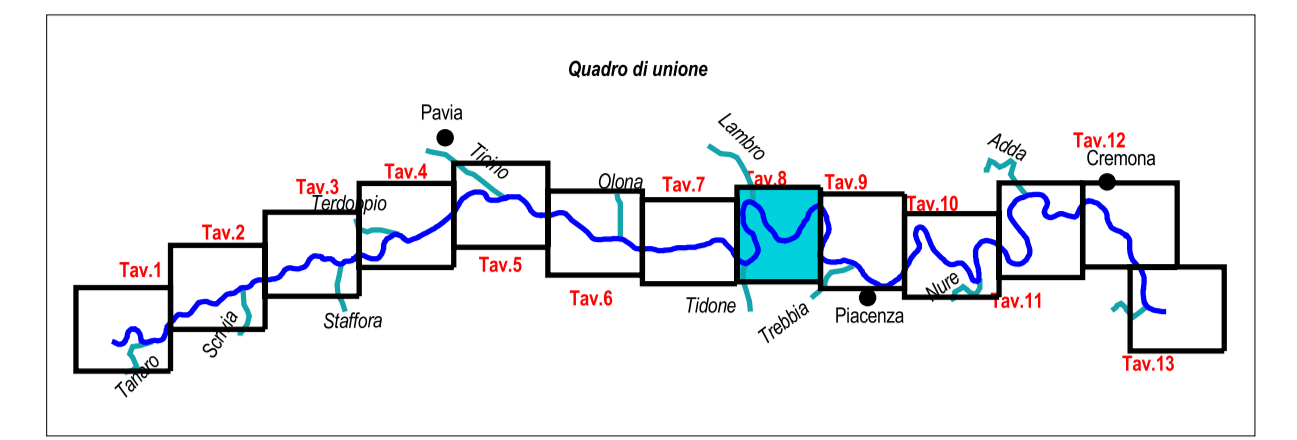 Quadro di unione
Pavia
Ticino
Lambro
Adda
Tav.12
Cremona
Tav.4
Tav.3
Terdoppio
Olona
Tav.7
Tav.8
Tav.9
Tav.10
Tav.2
Tav.1
Tav.5
Tav.6
Tav.11
Nure
Tidone
Trebbia
Piacenza
Staffora
Scrivia
Tanaro
Tav.13